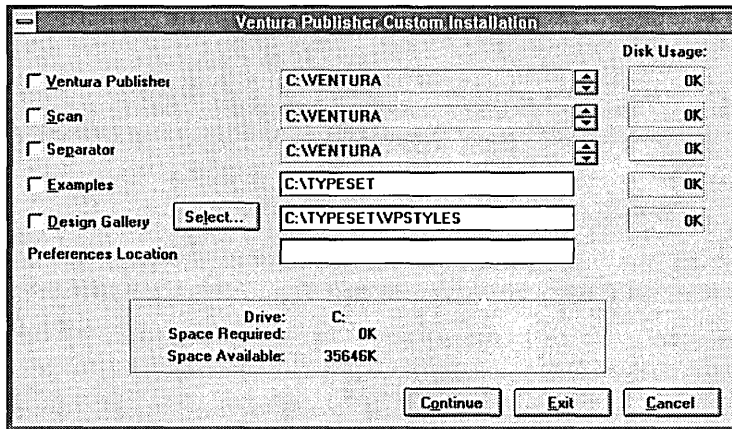 Ventura Publisher Custom Installation
Disk Usage:
Ventura Publisher C:\VENTURA 0K
Scan C:\VENTURA 0K
Separator C:\VENTURA 0K
Examples C:\TYPESET 0K
Design Gallery Select... C:\TYPESET\VPSTYLES 0K
Preferences Location
Drive: C:
Space Required: 0K
Space Available: 35646K
Continue Exit Cancel